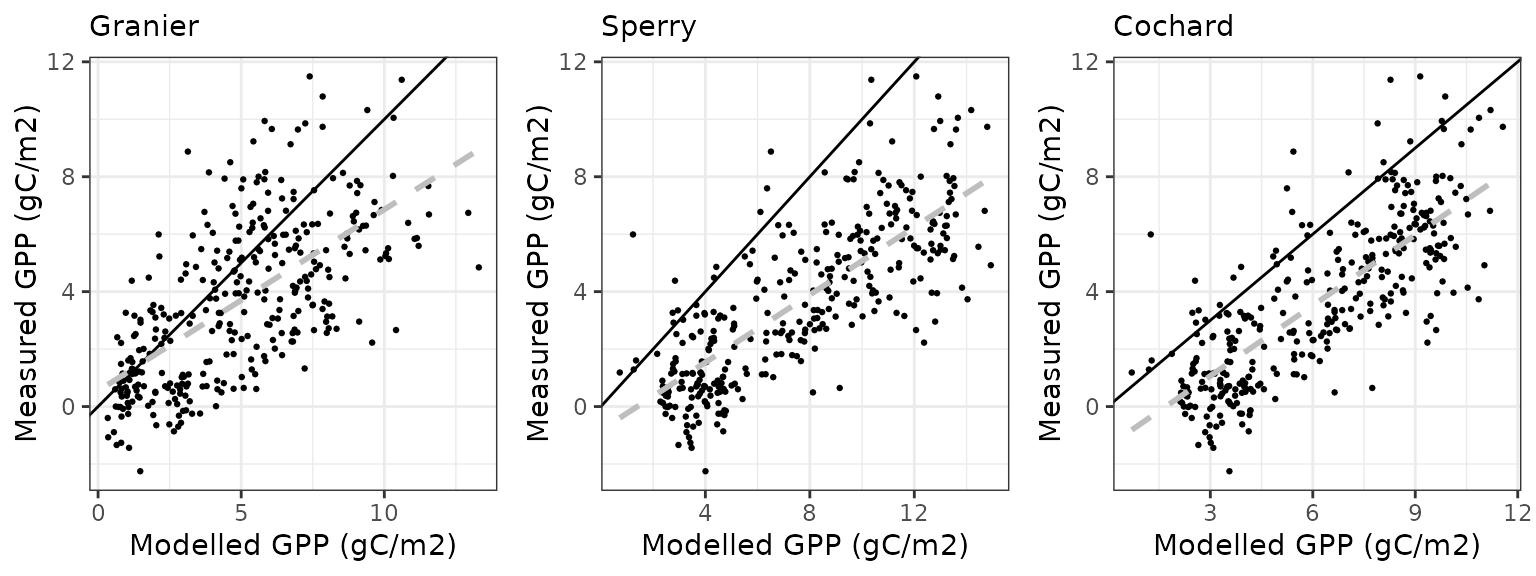 Granier
Measured GPP (gC/m2)
12
8
4
0
0 5 10
Modelled GPP (gC/m2)
Sperry
Measured GPP (gC/m2)
12
8
4
0
4 8 12
Modelled GPP (gC/m2)
Cochard
Measured GPP (gC/m2)
12
8
4
0
3 6 9 12
Modelled GPP (gC/m2)